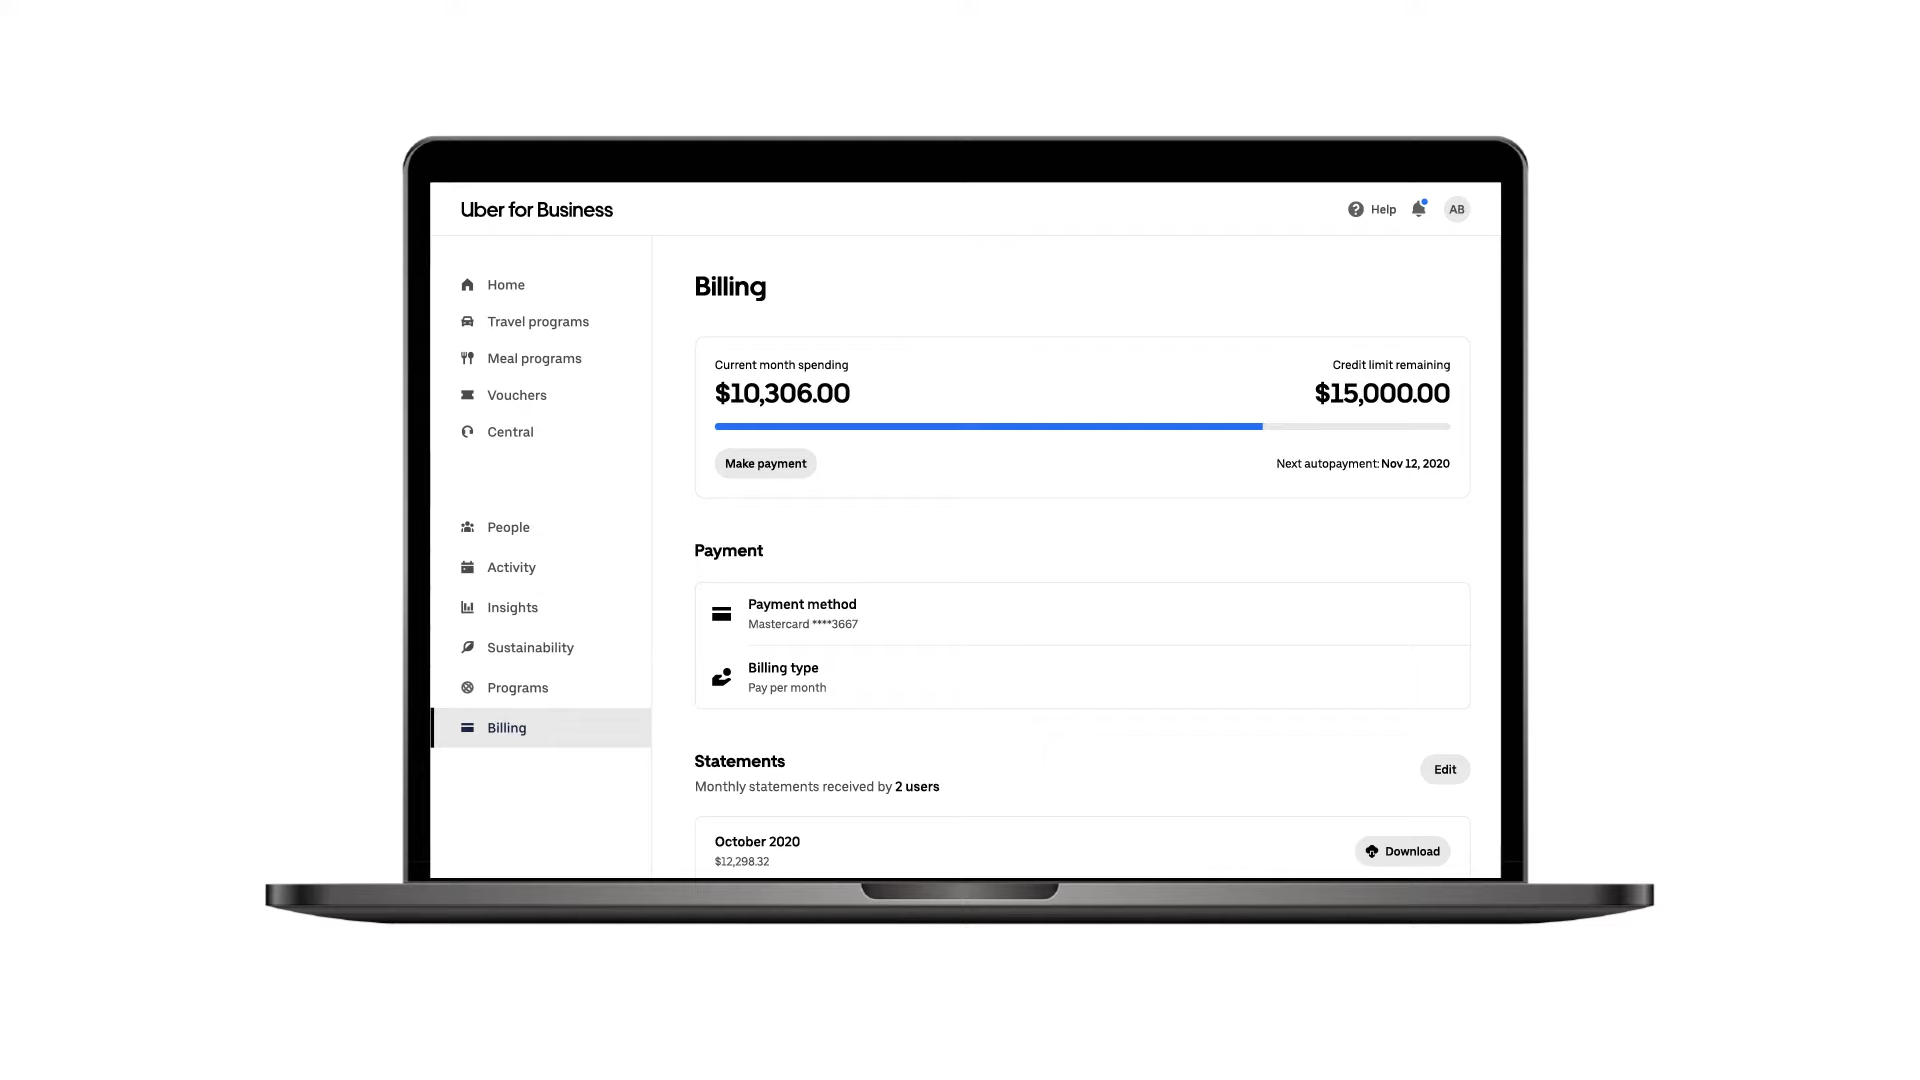 Uber for Business
Help
AB
Home
Travel programs
Meal programs
Vouchers
Central
People
Activity
Insights
Sustainability
Programs
Billing
Billing
Current month spending
Credit limit remaining
$10,306.00
$15,000.00
Make payment
Next autopayment: Nov 12, 2020
Payment
Payment method
Mastercard ****3667
Billing type
Pay per month
Statements
Monthly statements received by 2 users
Edit
October 2020
$12,298.32
Download